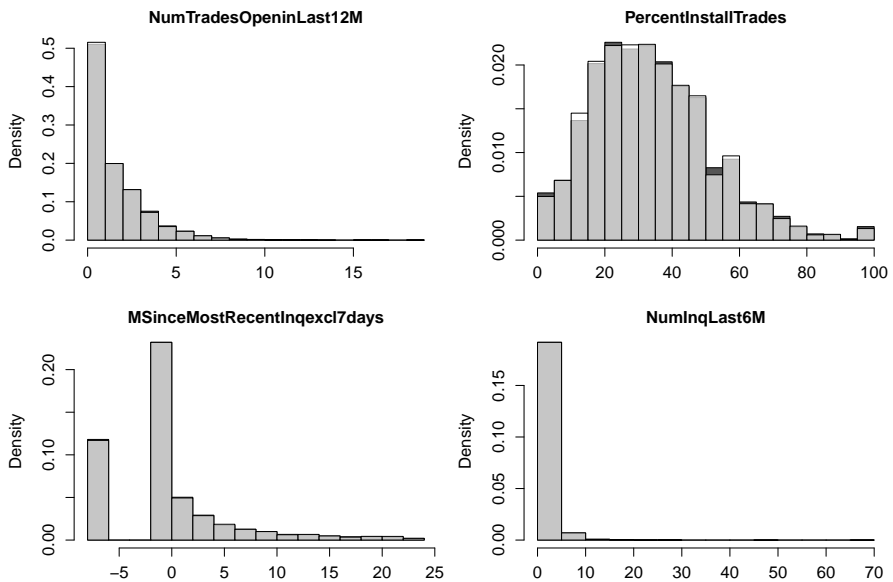 NumTradesOpeninLast12M
Density
0.0 0.1 0.2 0.3 0.4 0.5
0 5 10 15
PercentInstallTrades
Density
0.000 0.010 0.020
0 20 40 60 80 100
MSinceMostRecentInqexcl7days
Density
0.00 0.10 0.20
−5 0 5 10 15 20 25
NumInqLast6M
Density
0.00 0.05 0.10 0.15
0 10 20 30 40 50 60 70